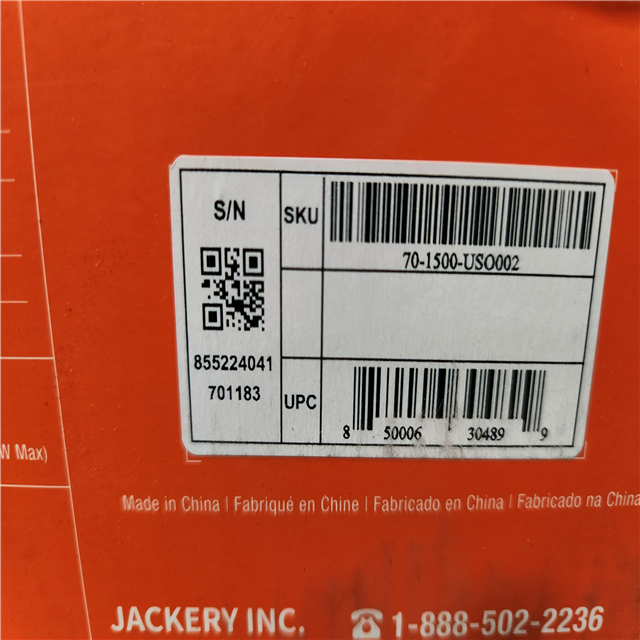 S/N
855224041
701183
SKU
70-1500-USO002
UPC
8 50006 30489 9
W Max)
Made in China | Fabriqué en Chine | Fabricado en China | Fabricado na China
JACKERY INC. ☎ 1-888-502-2236